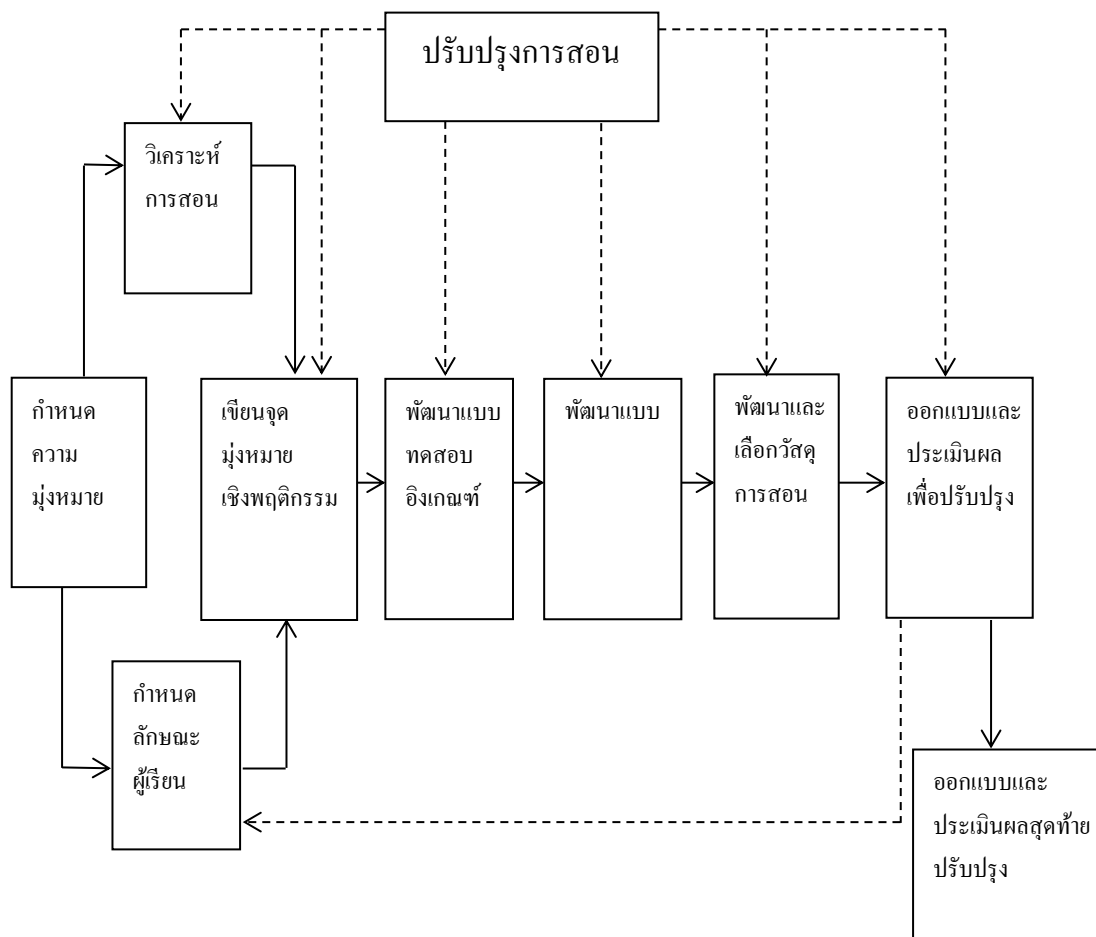 ปรับปรุงการสอน
วิเคราะห์
การสอน
กำหนด
ความ
มุ่งหมาย
เขียนจุด
มุ่งหมาย
เชิงพฤติกรรม
พัฒนาแบบ
ทดสอบ
อิงเกณฑ์
พัฒนาแบบ
พัฒนาและ
เลือกวัสดุ
การสอน
ออกแบบและ
ประเมินผล
เพื่อปรับปรุง
กำหนด
ลักษณะ
ผู้เรียน
ออกแบบและ
ประเมินผลสุดท้าย
ปรับปรุง